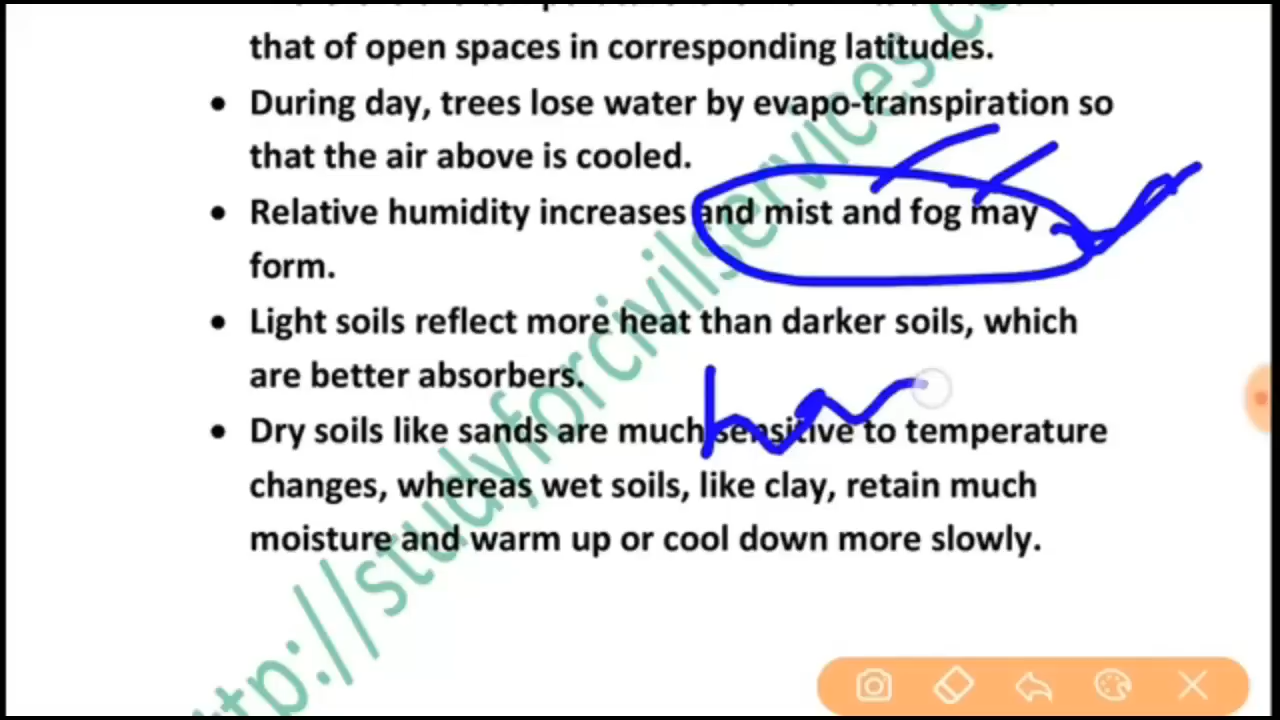 that of open spaces in corresponding latitudes.
• During day, trees lose water by evapo-transpiration so
that the air above is cooled.
• Relative humidity increases and mist and fog may
form.
• Light soils reflect more heat than darker soils, which
are better absorbers.
• Dry soils like sands are much sensitive to temperature
changes, whereas wet soils, like clay, retain much
moisture and warm up or cool down more slowly.
ttp://studyforcivilservices.co